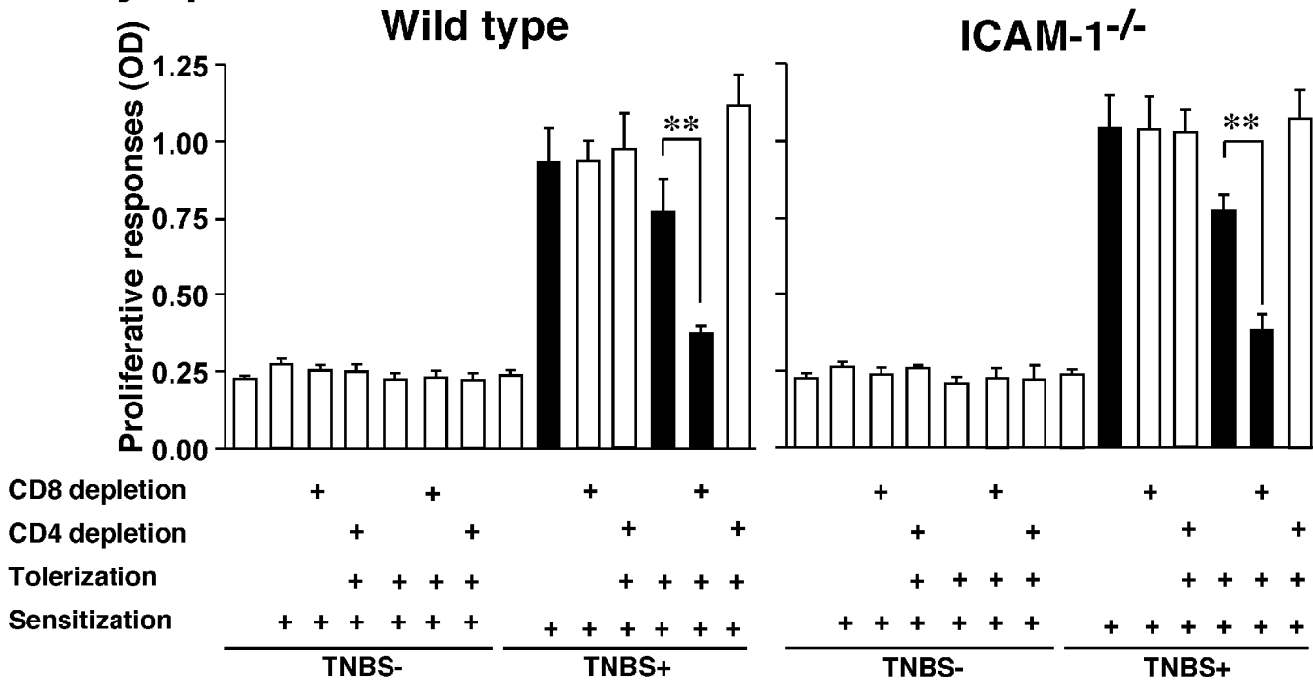 Wild type
ICAM-1-/-
Proliferative responses (OD)
1.25
1.00
0.75
0.50
0.25
0.00
**
**
CD8 depletion + + + + + + + +
CD4 depletion + + + + + + + +
Tolerization + + + + + + + + + + + + + + + +
Sensitization + + + + + + + + + + + + + + + + + + + + + + + +
TNBS- TNBS+ TNBS- TNBS+